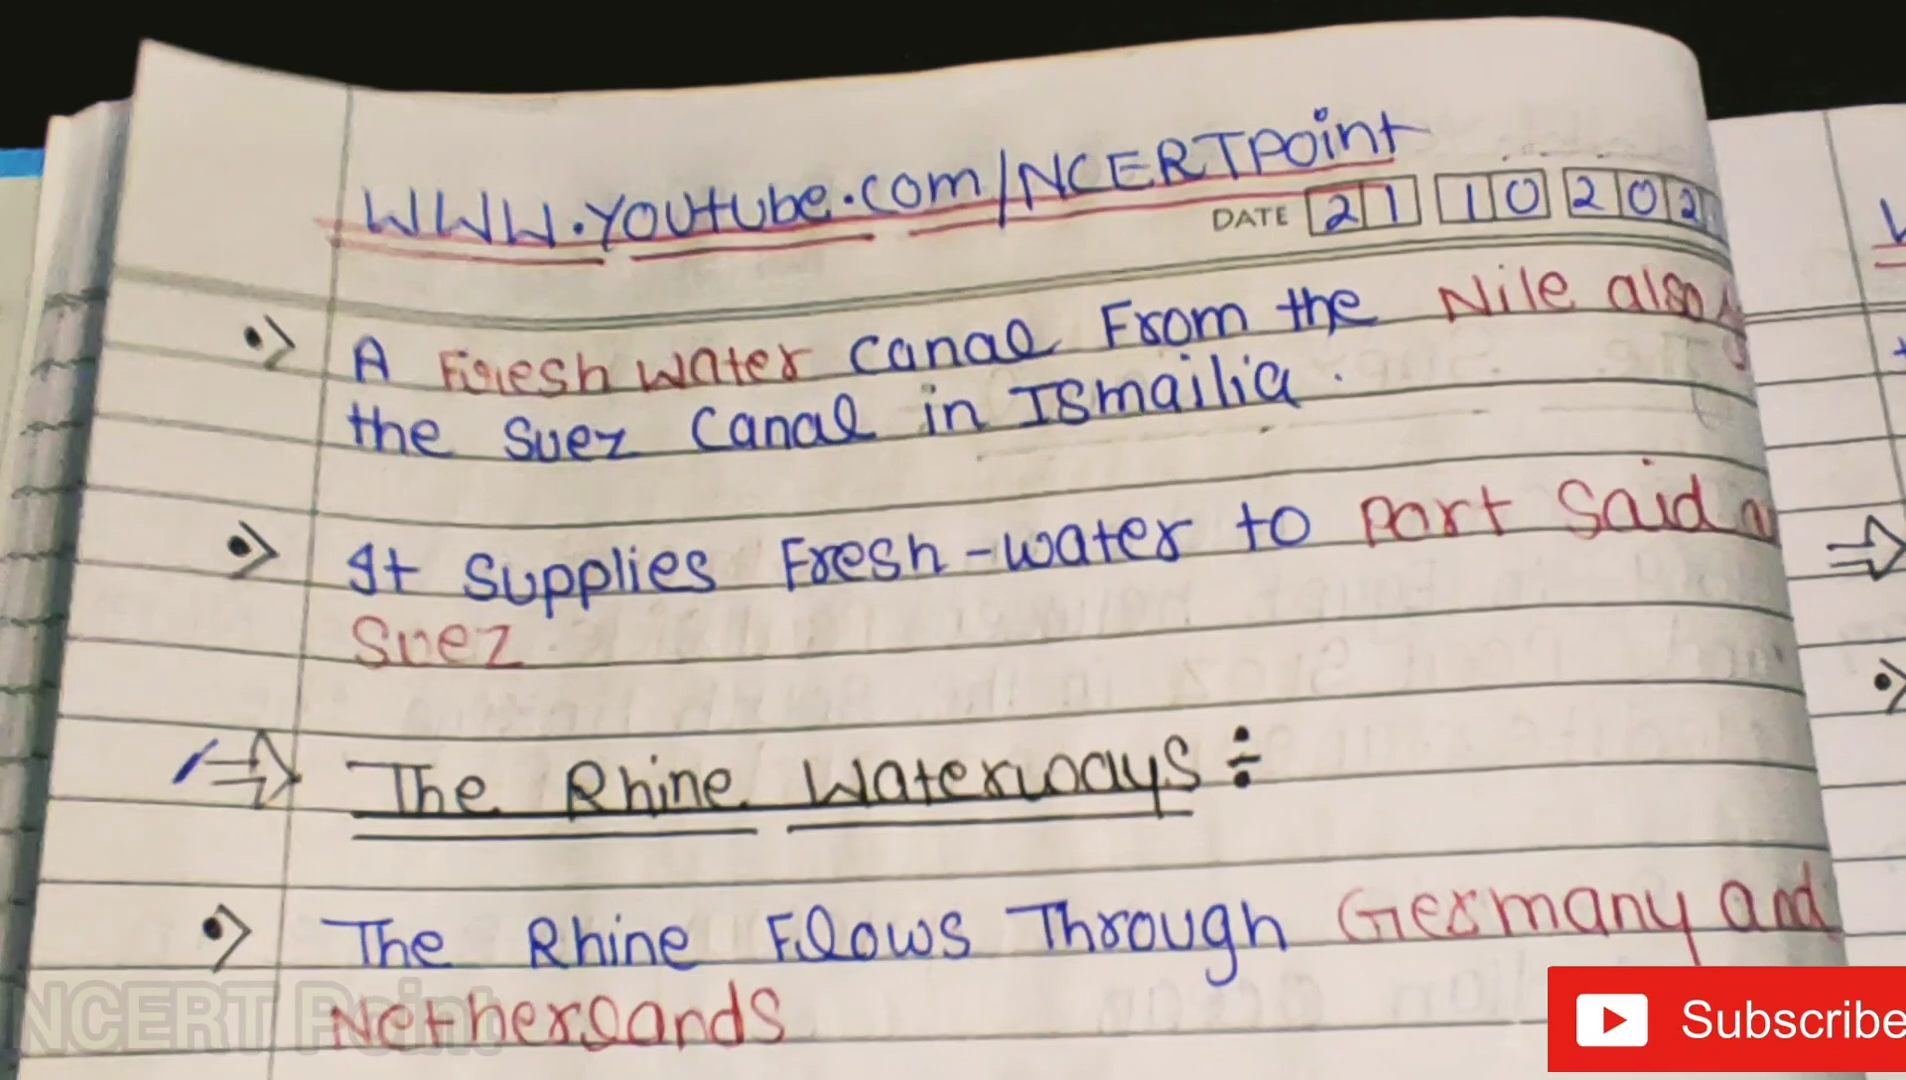 www.youtube.com/NCERTPoint
DATE 21 10 202
A Fresh water canal From the Nile also
the Suez Canal in Ismailia.
It Supplies Fresh-water to Port Said
Suez
The Rhine Waterways ÷
The Rhine Flows Through Germany and
Netherlands
NCERT Point
Subscribe